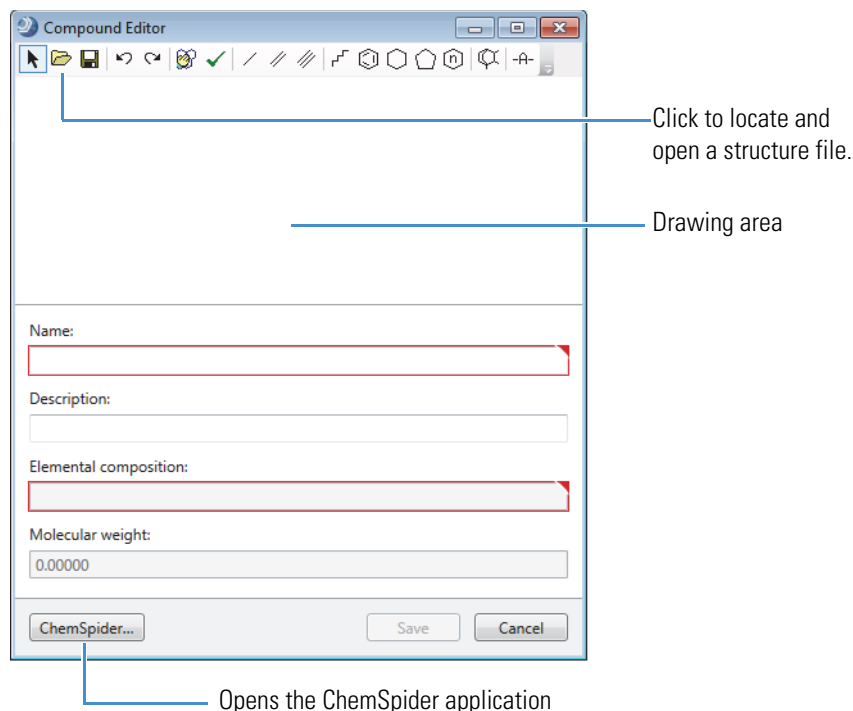 Compound Editor
n
-A-
Click to locate and
open a structure file.
Drawing area
Name:
Description:
Elemental composition:
Molecular weight:
0.00000
ChemSpider...
Save
Cancel
Opens the ChemSpider application